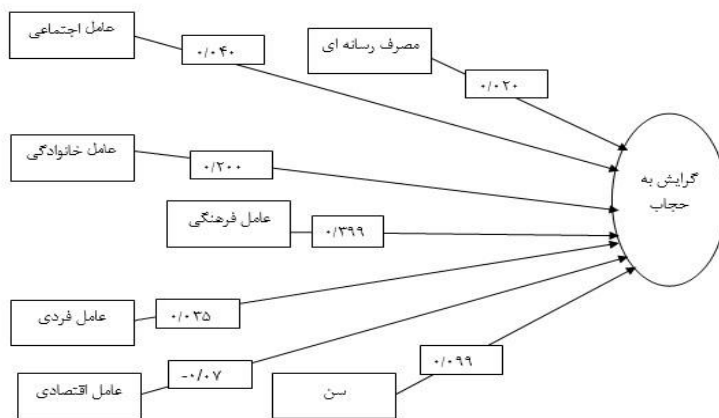 عامل اجتماعی
۰/۰۴۰
مصرف رسانه ای
۰/۰۲۰
عامل خانوادگی
۰/۲۰۰
گرایش به
حجاب
عامل فرهنگی
۰/۳۹۹
عامل فردی
۰/۰۳۵
عامل اقتصادی
-۰/۰۷
سن
۰/۰۹۹